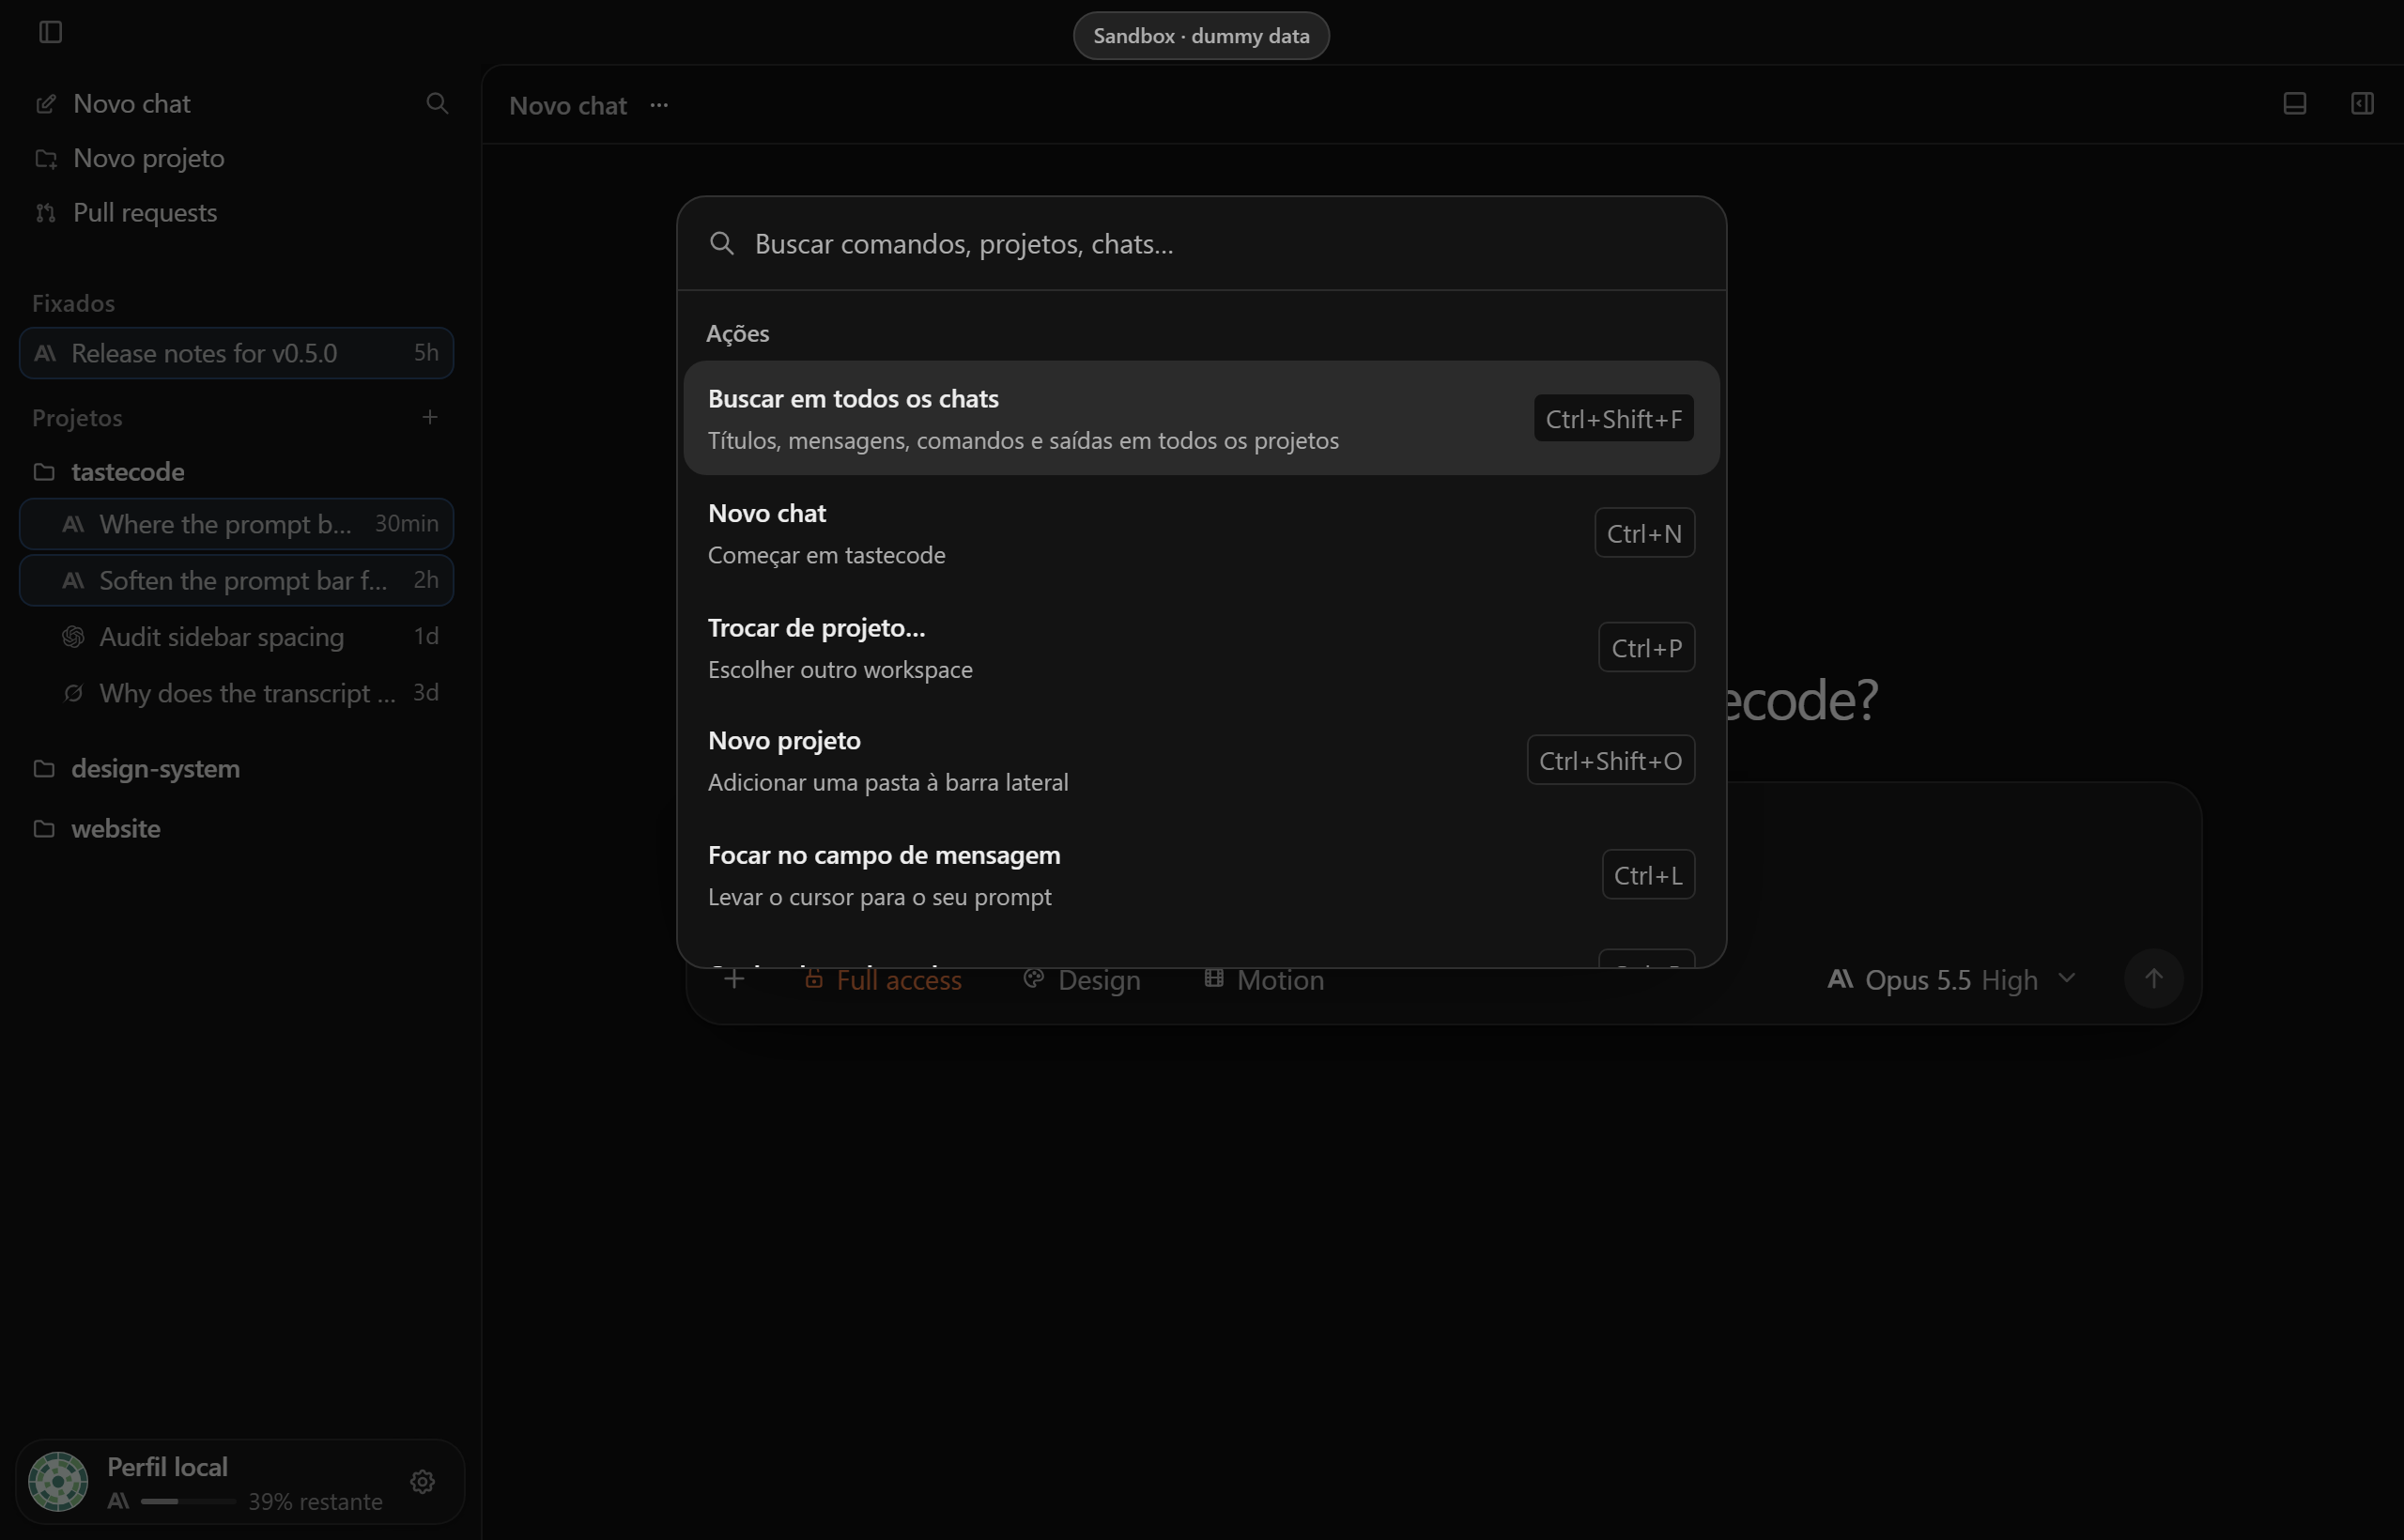 Sandbox · dummy data
Novo chat
Novo projeto
Pull requests
Fixados
Release notes for v0.5.0 5h
Projetos
tastecode
Where the prompt b... 30min
Soften the prompt bar f... 2h
Audit sidebar spacing 1d
Why does the transcript ... 3d
design-system
website
Perfil local
39% restante
Novo chat ...
Buscar comandos, projetos, chats...
Ações
Buscar em todos os chats Ctrl+Shift+F
Títulos, mensagens, comandos e saídas em todos os projetos
Novo chat Ctrl+N
Começar em tastecode
Trocar de projeto... Ctrl+P
Escolher outro workspace
Novo projeto Ctrl+Shift+O
Adicionar uma pasta à barra lateral
Focar no campo de mensagem Ctrl+L
Levar o cursor para o seu prompt
ecode?
Full access Design Motion Opus 5.5 High